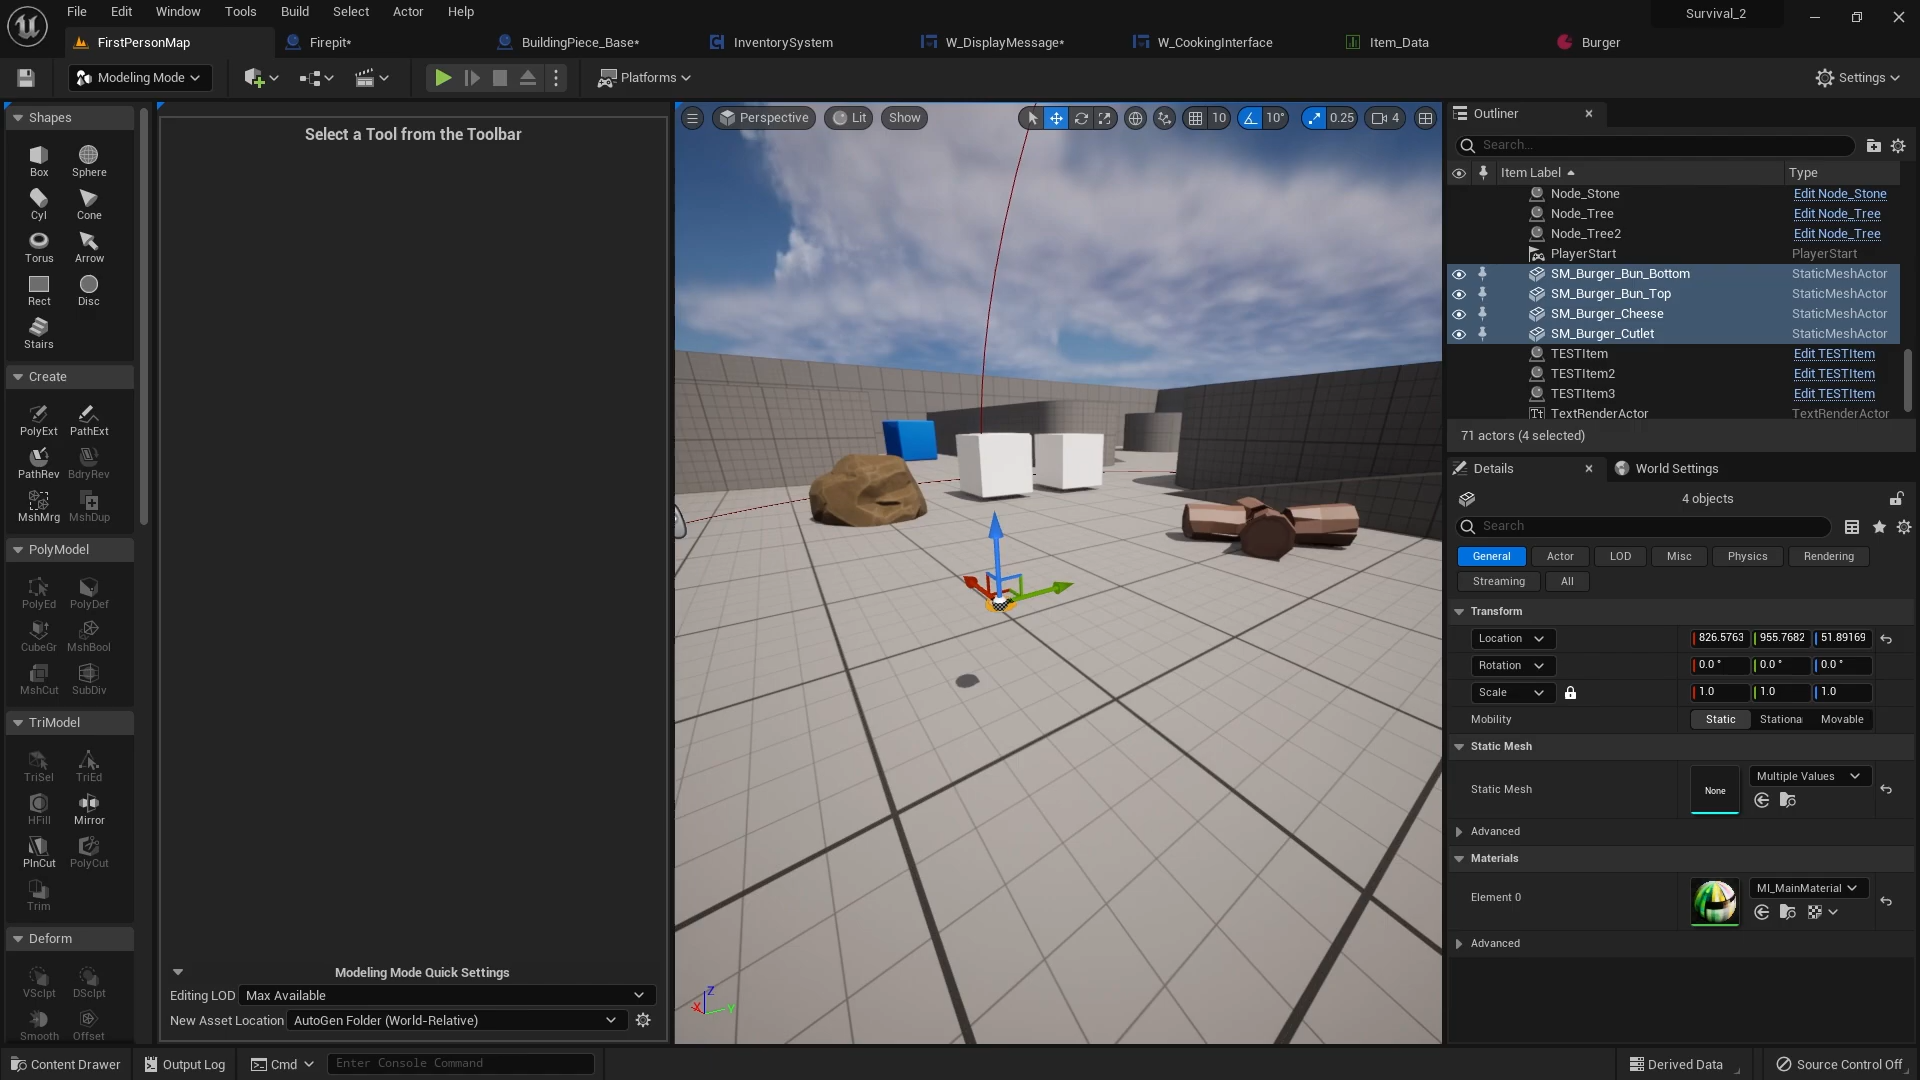 File Edit Window Tools Build Select Actor Help
Survival_2
FirstPersonMap Firepit* BuildingPiece_Base* InventorySystem W_DisplayMessage* W_CookingInterface Item_Data Burger
Modeling Mode Platforms Settings
Shapes
Box Sphere
Cyl Cone
Torus Arrow
Rect Disc
Stairs
Create
PolyExt PathExt
PathRev BdryRev
MshMrg MshDup
PolyModel
PolyEd PolyDef
CubeGr MshBool
MshCut SubDiv
TriModel
TriSel TriEd
HFill Mirror
PlnCut PolyCut
Trim
Deform
VSclpt DSclpt
Smooth Offset
Select a Tool from the Toolbar
Modeling Mode Quick Settings
Editing LOD Max Available
New Asset Location AutoGen Folder (World-Relative)
Perspective Lit Show 10 10° 0.25 4
Z
X Y
Outliner
Search...
Item Label Type
Node_Stone Edit Node_Stone
Node_Tree Edit Node_Tree
Node_Tree2 Edit Node_Tree
PlayerStart PlayerStart
SM_Burger_Bun_Bottom StaticMeshActor
SM_Burger_Bun_Top StaticMeshActor
SM_Burger_Cheese StaticMeshActor
SM_Burger_Cutlet StaticMeshActor
TESTItem Edit TESTItem
TESTItem2 Edit TESTItem
TESTItem3 Edit TESTItem
TextRenderActor TextRenderActor
71 actors (4 selected)
Details World Settings
4 objects
Search
General Actor LOD Misc Physics Rendering
Streaming All
Transform
Location 826.5763 955.7682 51.89169
Rotation 0.0 ° 0.0 ° 0.0 °
Scale 1.0 1.0 1.0
Mobility Static Stationa Movable
Static Mesh
Static Mesh None Multiple Values
Advanced
Materials
Element 0 MI_MainMaterial
Advanced
Content Drawer Output Log Cmd Enter Console Command Derived Data Source Control Off